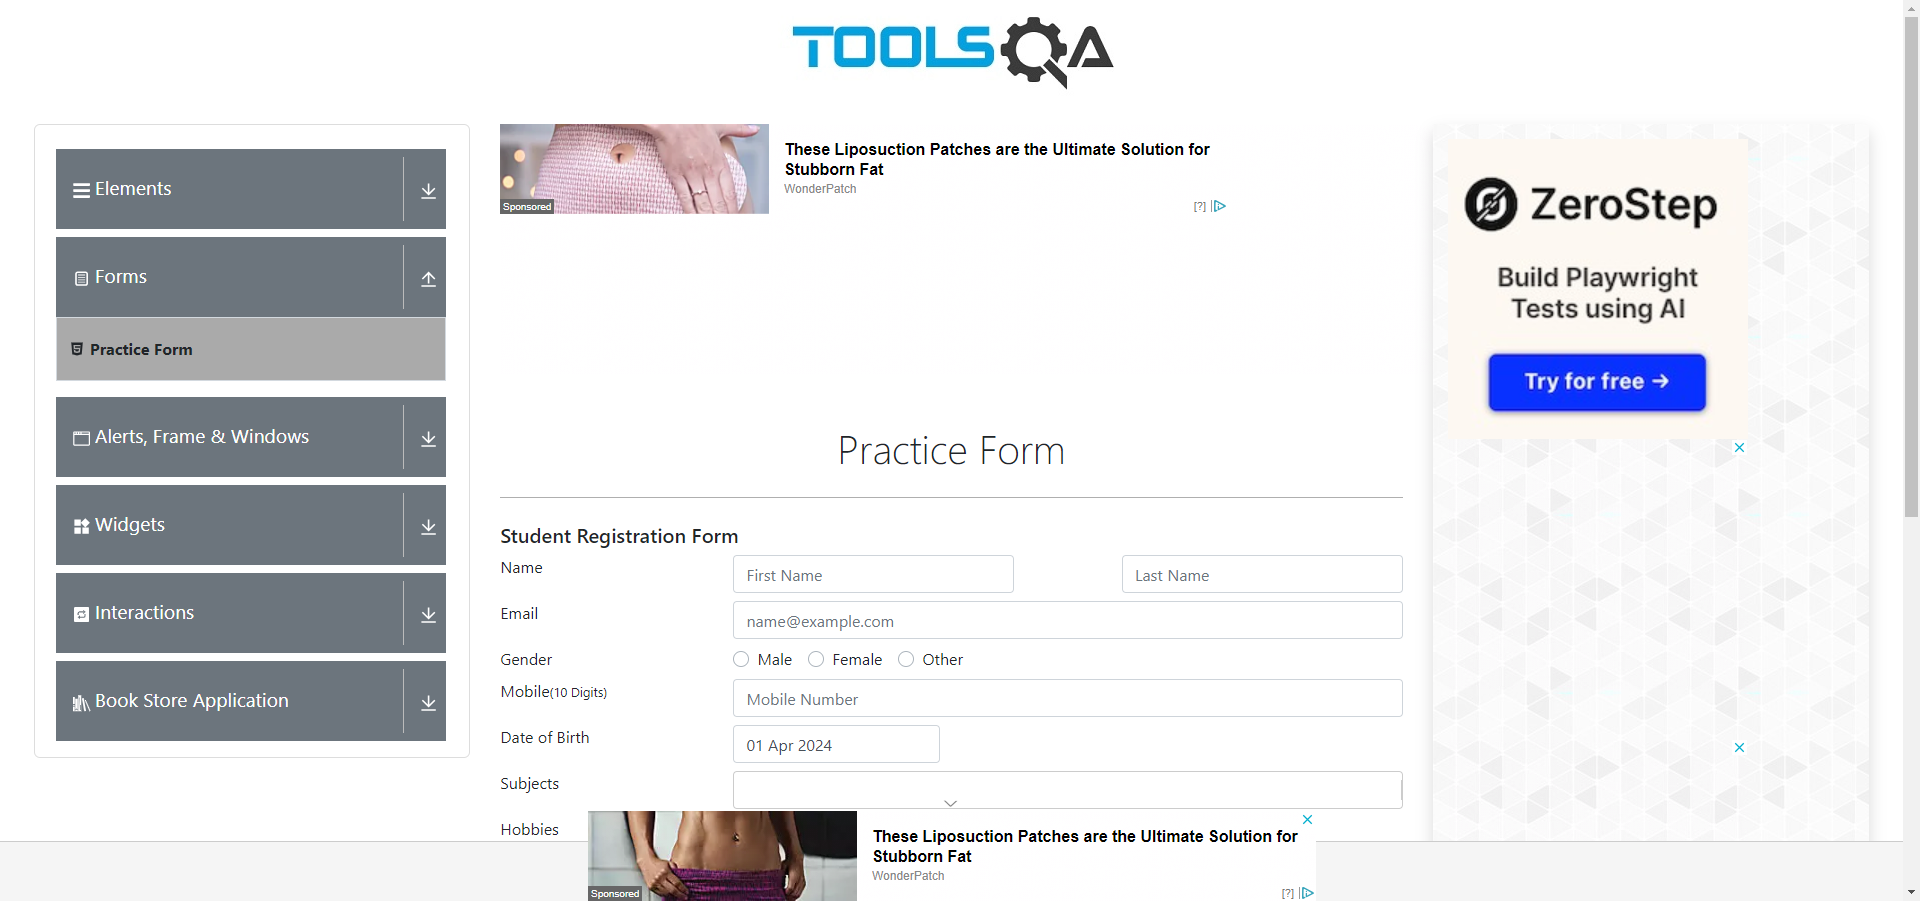 TOOLSQA
Elements
Forms
Practice Form
Alerts, Frame & Windows
Widgets
Interactions
Book Store Application
Sponsored
These Liposuction Patches are the Ultimate Solution for
Stubborn Fat
WonderPatch
[?]
Practice Form
Student Registration Form
Name
First Name
Last Name
Email
name@example.com
Gender
Male
Female
Other
Mobile(10 Digits)
Mobile Number
Date of Birth
01 Apr 2024
Subjects
Hobbies
ZeroStep
Build Playwright
Tests using AI
Try for free →
Sponsored
These Liposuction Patches are the Ultimate Solution for
Stubborn Fat
WonderPatch
[?]